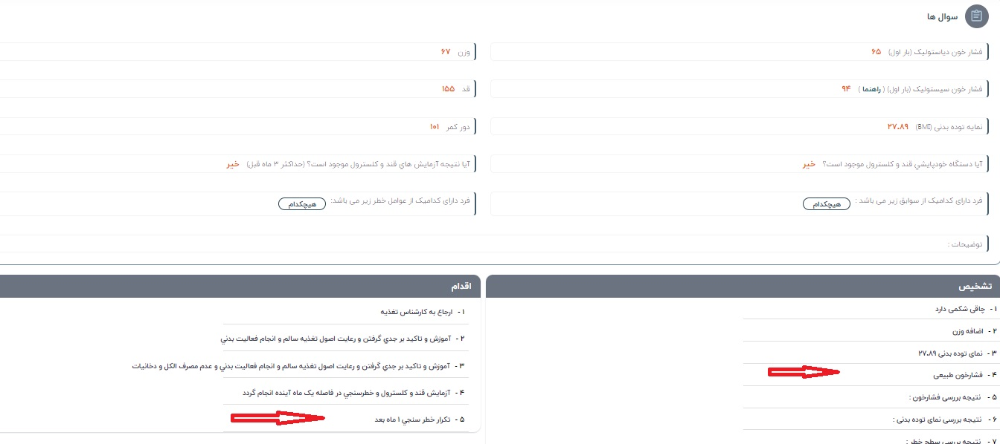 سوال ها
فشار خون دیاستولیک (بار اول) ۶۵
وزن ۶۷
فشار خون سیستولیک (بار اول) ( راهنما ) ۹۴
قد ۱۵۵
نمایه توده بدنی (BMI) ۲۷.۸۹
دور کمر ۱۰۱
آیا دستگاه خودپایشي قند و کلسترول موجود است؟ خیر
آیا نتیجه آزمایش هاي قند و کلسترول موجود است؟ (حداکثر ۳ ماه قبل) خیر
فرد دارای کدامیک از سوابق زیر می باشد : هیچکدام
فرد دارای کدامیک از عوامل خطر زیر می باشد: هیچکدام
توضیحات :
تشخیص
۱ - چاقی شکمی دارد
۲ - اضافه وزن
۳ - نمای توده بدنی ۲۷.۸۹
۴ - فشارخون طبیعی
۵ - نتیجه بررسی فشارخون :
۶ - نتیجه بررسی نمای توده بدنی :
۷ - نتیجه بررسی سطح خطر :
اقدام
۱ - ارجاع به کارشناس تغذیه
۲ - آموزش و تاکید بر جدي گرفتن و رعایت اصول تغذیه سالم و انجام فعالیت بدني
۳ - آموزش و تاکید بر جدي گرفتن و رعایت اصول تغذیه سالم و انجام فعالیت بدني و عدم مصرف الکل و دخانیات
۴ - آزمایش قند و کلسترول و خطرسنجي در فاصله یک ماه آینده انجام گردد
۵ - تکرار خطر سنجي ۱ ماه بعد